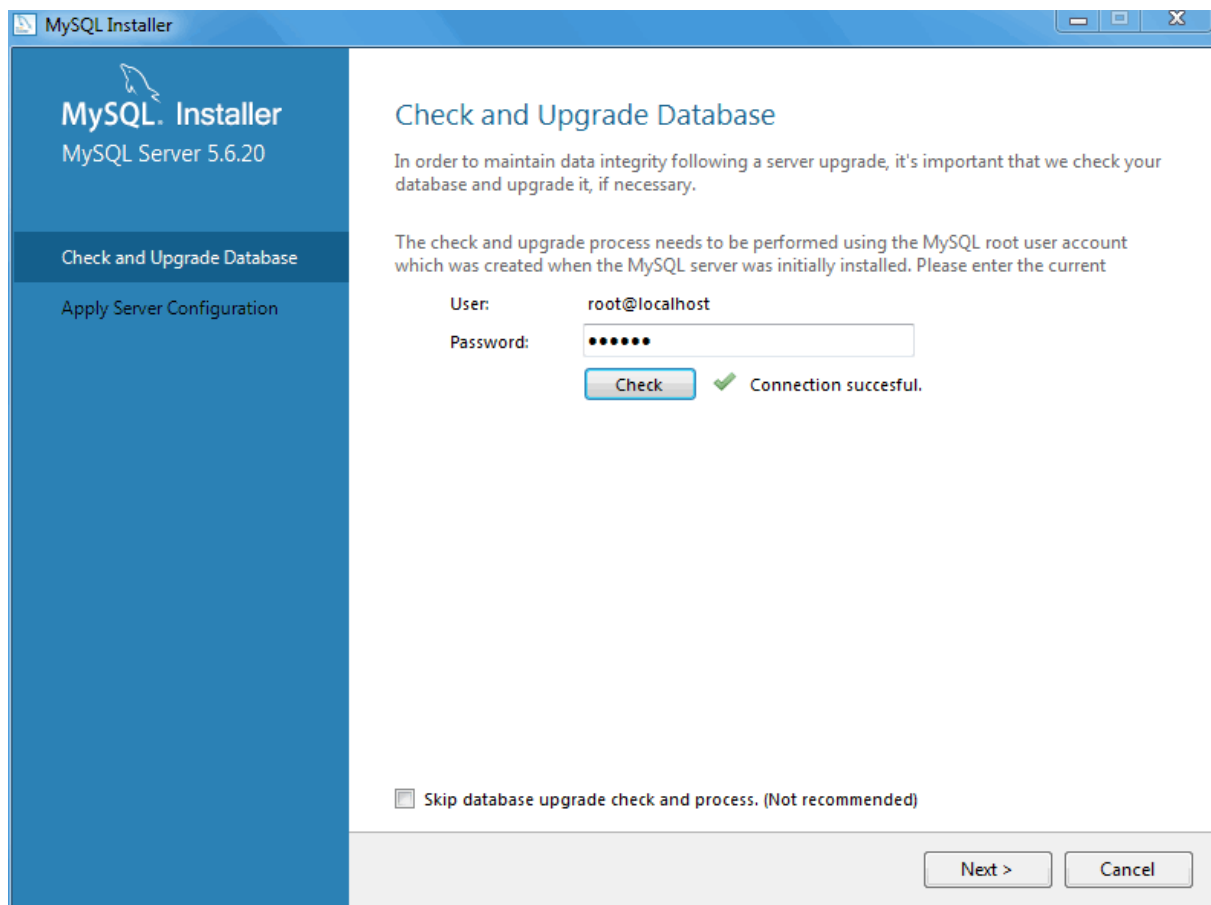 MySQL Installer
MySQL. Installer
MySQL Server 5.6.20
Check and Upgrade Database
Apply Server Configuration
Check and Upgrade Database
In order to maintain data integrity following a server upgrade, it's important that we check your
database and upgrade it, if necessary.
The check and upgrade process needs to be performed using the MySQL root user account
which was created when the MySQL server was initially installed. Please enter the current
User: root@localhost
Password: ••••••
Check Connection succesful.
Skip database upgrade check and process. (Not recommended)
Next > Cancel